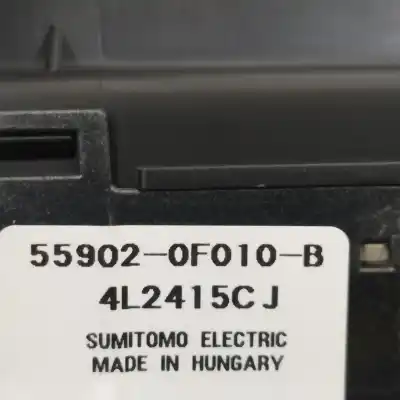 55902-0F010-B
4L2415CJ
SUMITOMO ELECTRIC
MADE IN HUNGARY